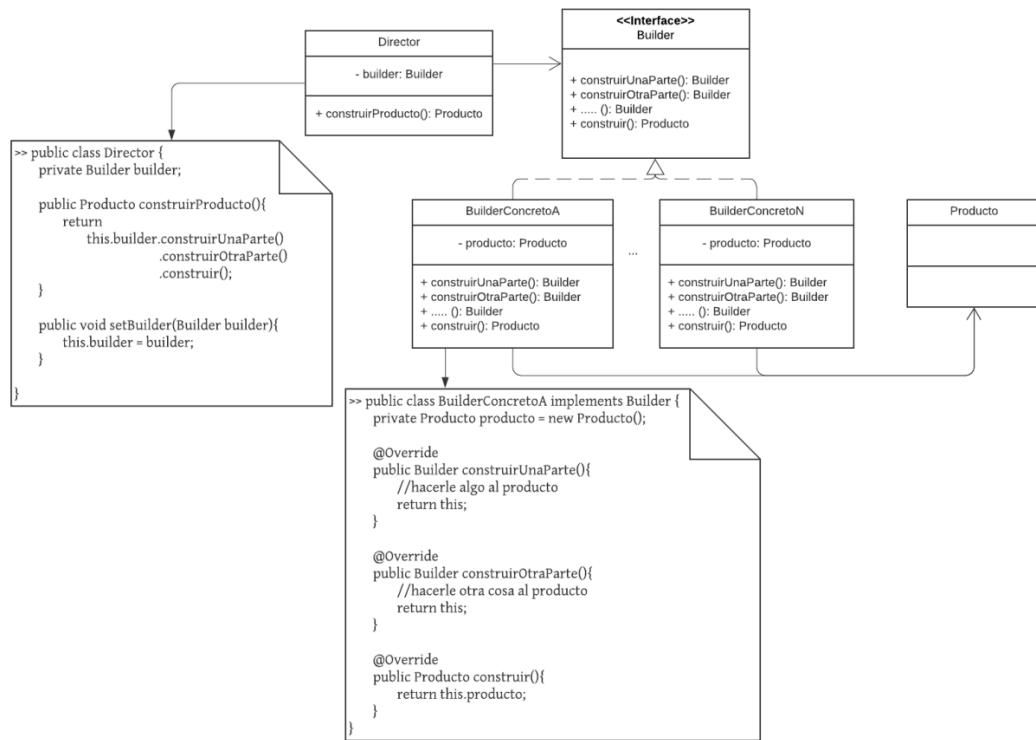 <<Interface>>
Builder
+ construirUnaParte(): Builder
+ construirOtraParte(): Builder
+ ..... (): Builder
+ construir(): Producto
Director
- builder: Builder
+ construirProducto(): Producto
>> public class Director {
private Builder builder;
public Producto construirProducto(){
return
this.builder.construirUnaParte()
.construirOtraParte()
.construir();
}
public void setBuilder(Builder builder){
this.builder = builder;
}
}
BuilderConcretoA
- producto: Producto
+ construirUnaParte(): Builder
+ construirOtraParte(): Builder
+ ..... (): Builder
+ construir(): Producto
...
BuilderConcretoN
- producto: Producto
+ construirUnaParte(): Builder
+ construirOtraParte(): Builder
+ ..... (): Builder
+ construir(): Producto
Producto
>> public class BuilderConcretoA implements Builder {
private Producto producto = new Producto();
@Override
public Builder construirUnaParte(){
//hacerle algo al producto
return this;
}
@Override
public Builder construirOtraParte(){
//hacerle otra cosa al producto
return this;
}
@Override
public Producto construir(){
return this.producto;
}
}